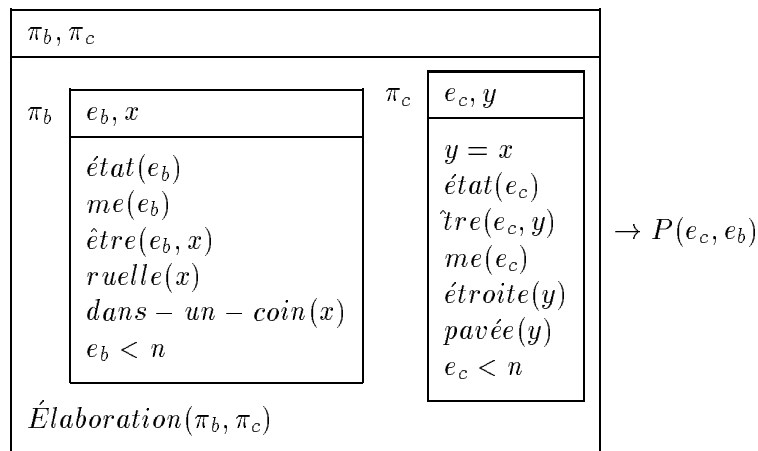 π_b, π_c
π_b
e_b, x
état(e_b)
me(e_b)
être(e_b, x)
ruelle(x)
dans − un − coin(x)
e_b < n
π_c
e_c, y
y = x
état(e_c)
̂tre(e_c, y)
me(e_c)
étroite(y)
pavée(y)
e_c < n
Élaboration(π_b, π_c)
→ P(e_c, e_b)